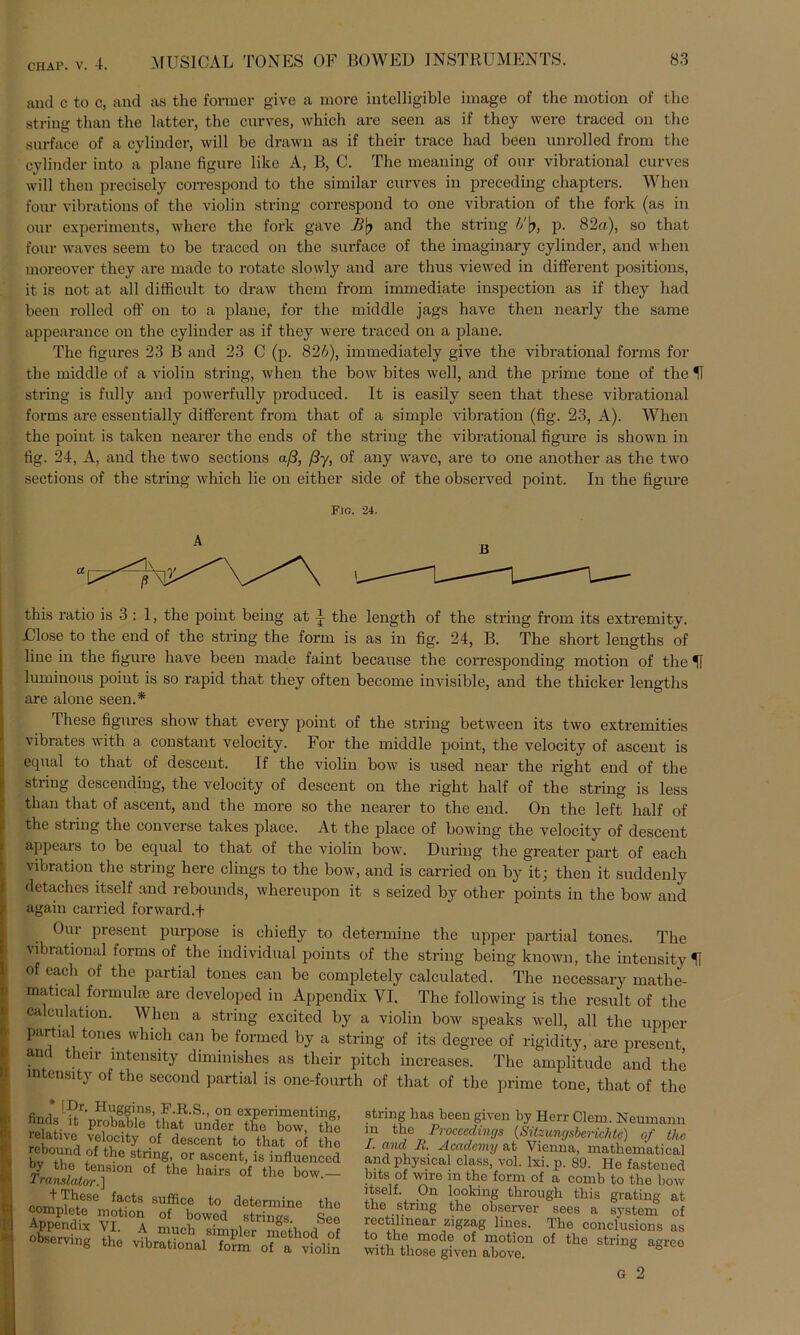 CHAP. V. 4. MUSICAL TONES OF BOWED INSTRUMENTS. 83
and c to c, and as the former give a more intelligible image of the motion of the
string than the latter, the curves, which are seen as if they were traced on the
surface of a cylinder, will be drawn as if their trace had been unrolled from the
cylinder into a plane figure like A, B, C. The meaning of our vibrational curves
will then precisely correspond to the similar curves in preceding chapters. When
four vibrations of the violin string correspond to one vibration of the fork (as in
our experiments, where the fork gave B♭ and the string b'♭, p. 82a), so that
four waves seem to be traced on the surface of the imaginary cylinder, and when
moreover they are made to rotate slowly and are thus viewed in different positions,
it is not at all difficult to draw them from immediate inspection as if they had
been rolled off on to a plane, for the middle jags have then nearly the same
appearance on the cylinder as if they were traced on a plane.
The figures 23 B and 23 C (p. 82b), immediately give the vibrational forms for
the middle of a violin string, when the bow bites well, and the prime tone of the ¶
string is fully and powerfully produced. It is easily seen that these vibrational
forms are essentially different from that of a simple vibration (fig. 23, A). When
the point is taken nearer the ends of the string the vibrational figure is shown in
fig. 24, A, and the two sections αβ, βγ, of any wave, are to one another as the two
sections of the string which lie on either side of the observed point. In the figure
FIG. 24.
A B
α β γ
this ratio is 3 : 1, the point being at ¼ the length of the string from its extremity.
Close to the end of the string the form is as in fig. 24, B. The short lengths of
line in the figure have been made faint because the corresponding motion of the ¶
luminous point is so rapid that they often become invisible, and the thicker lengths
are alone seen.*
These figures show that every point of the string between its two extremities
vibrates with a constant velocity. For the middle point, the velocity of ascent is
equal to that of descent. If the violin bow is used near the right end of the
string descending, the velocity of descent on the right half of the string is less
than that of ascent, and the more so the nearer to the end. On the left half of
the string the converse takes place. At the place of bowing the velocity of descent
appears to be equal to that of the violin bow. During the greater part of each
vibration the string here clings to the bow, and is carried on by it; then it suddenly
detaches itself and rebounds, whereupon it s seized by other points in the bow and
again carried forward.†
Our present purpose is chiefly to determine the upper partial tones. The
vibrational forms of the individual points of the string being known, the intensity ¶
of each of the partial tones can be completely calculated. The necessary mathe-
matical formulæ are developed in Appendix VI. The following is the result of the
calculation. When a string excited by a violin bow speaks well, all the upper
partial tones which can be formed by a string of its degree of rigidity, are present,
and their intensity diminishes as their pitch increases. The amplitude and the
intensity of the second partial is one-fourth of that of the prime tone, that of the
* [Dr. Huggins, F.R.S., on experimenting,
finds it probable that under the bow, the
relative velocity of descent to that of the
rebound of the string, or ascent, is influenced
by the tension of the hairs of the bow.—
Translator.]
† These facts suffice to determine the
complete motion of bowed strings. See
Appendix VI. A much simpler method of
observing the vibrational form of a violin
string has been given by Herr Clem. Neumann
in the Proceedings (Sitzungsberichte) of the
I. and R. Academy at Vienna, mathematical
and physical class, vol. lxi. p. 89. He fastened
bits of wire in the form of a comb to the bow
itself. On looking through this grating at
the string the observer sees a system of
rectilinear zigzag lines. The conclusions as
to the mode of motion of the string agree
with those given above.
G 2